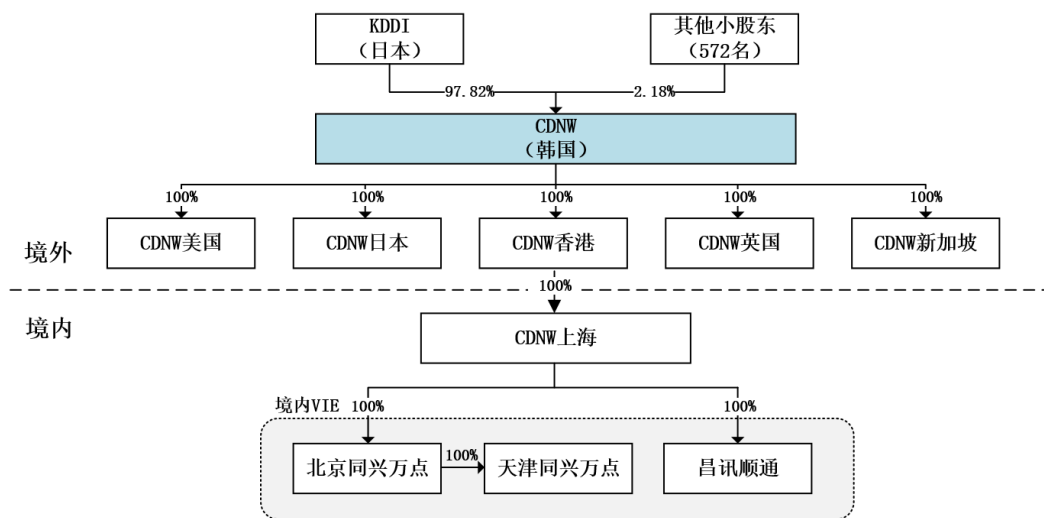 KDDI
（日本）
其他小股东
（572名）
97.82%
2.18%
CDNW
（韩国）
100%
100%
100%
100%
100%
CDNW美国
CDNW日本
CDNW香港
CDNW英国
CDNW新加坡
境外
100%
境内
CDNW上海
境内VIE
100%
100%
北京同兴万点
100%
天津同兴万点
昌讯顺通